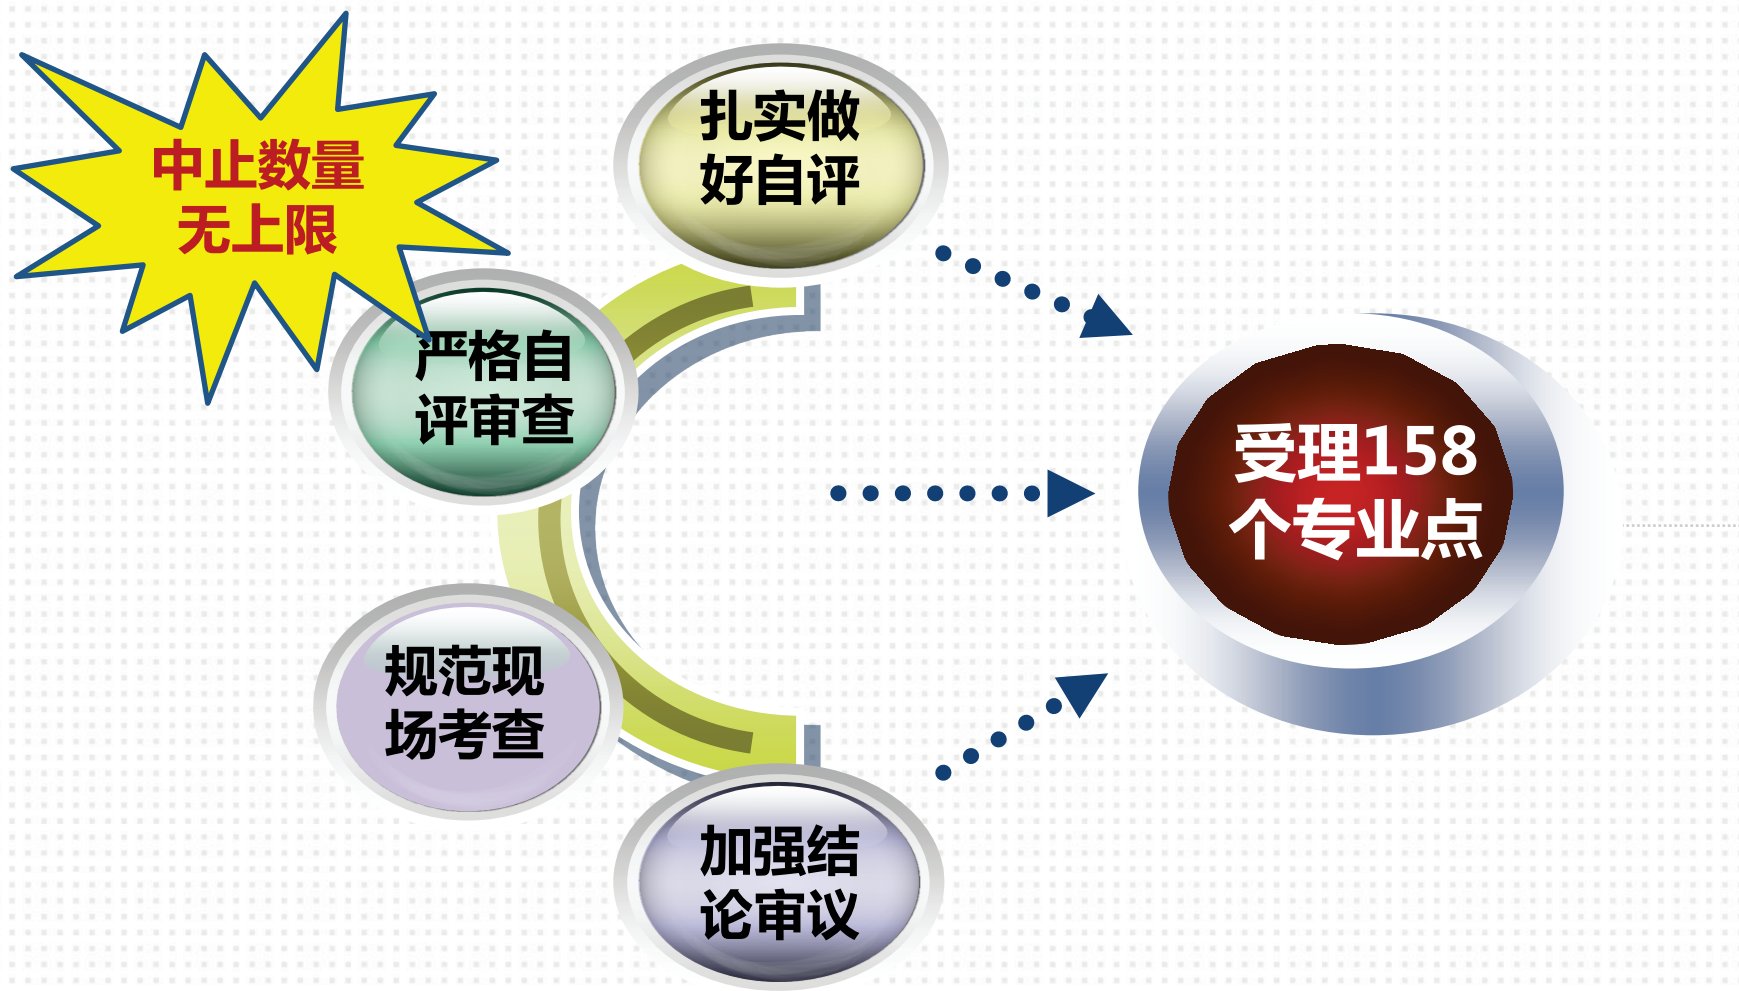 中止数量
无上限
扎实做
好自评
严格自
评审查
规范现
场考查
加强结
论审议
受理158
个专业点